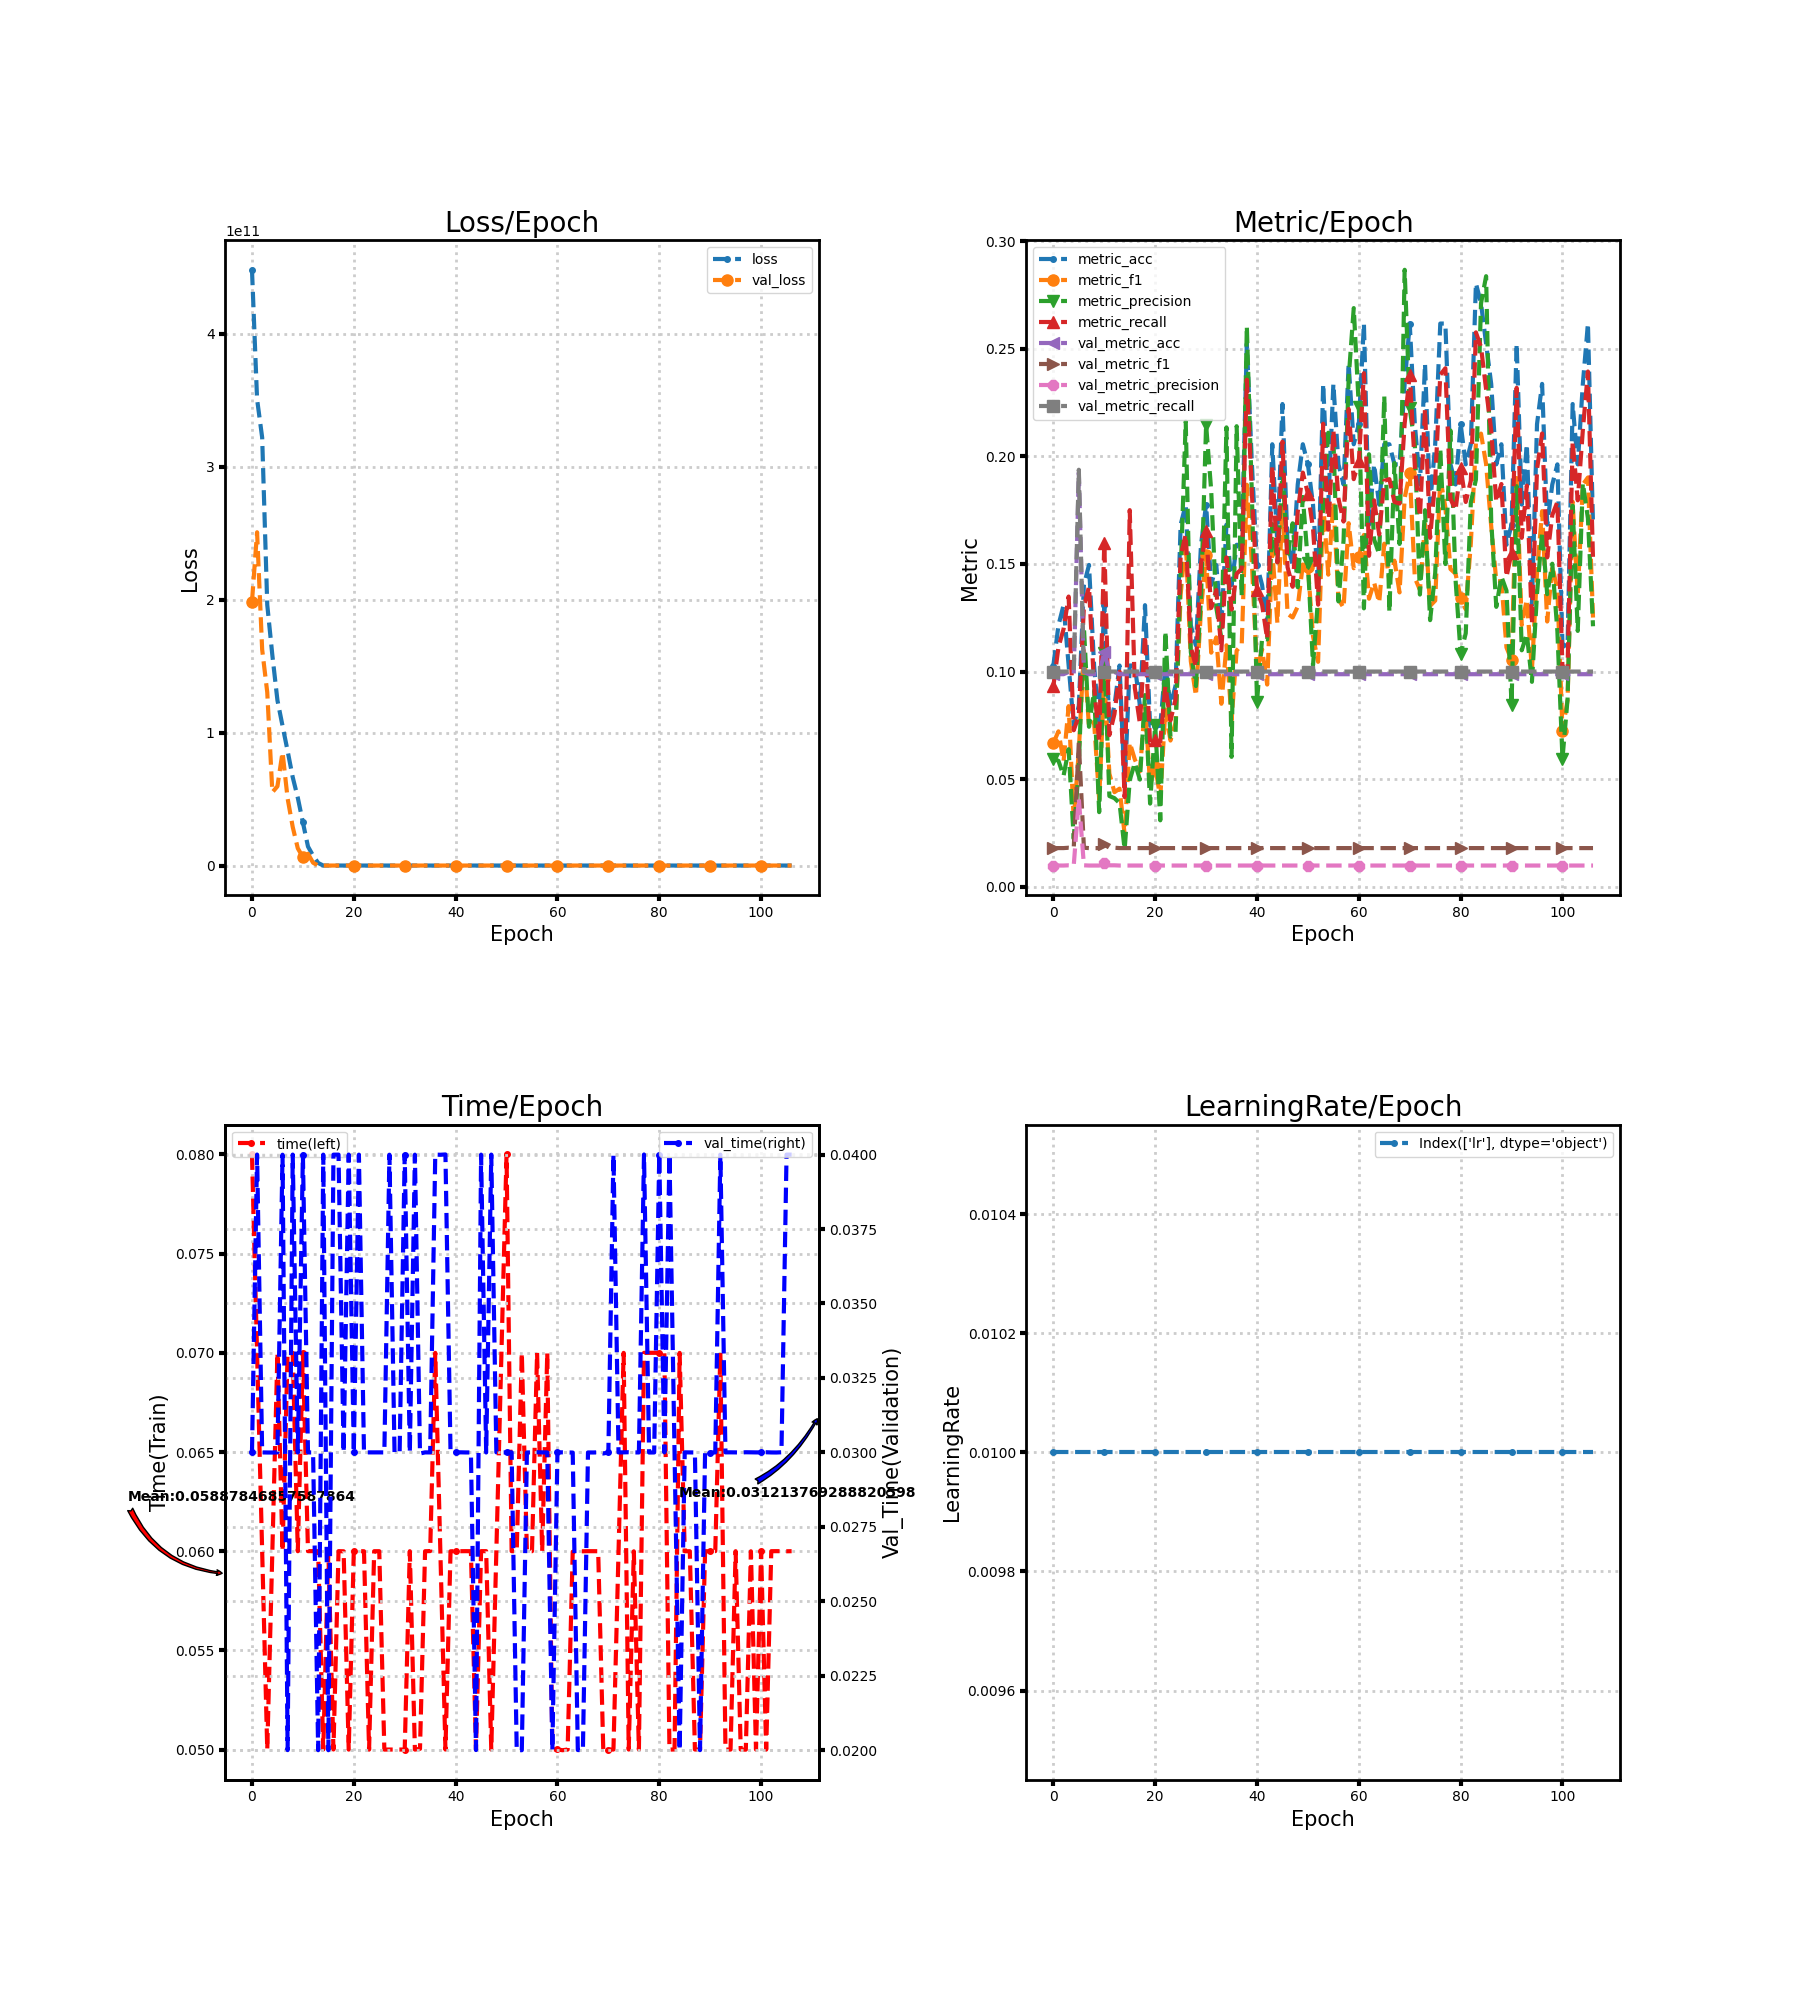 Loss/Epoch
1e11
loss
val_loss
4
3
2
1
0
Loss
0 20 40 60 80 100
Epoch
Metric/Epoch
metric_acc
metric_f1
metric_precision
metric_recall
val_metric_acc
val_metric_f1
val_metric_precision
val_metric_recall
0.30
0.25
0.20
0.15
0.10
0.05
0.00
Metric
0 20 40 60 80 100
Epoch
Time/Epoch
time(left)
val_time(right)
0.080
0.075
0.070
0.065
0.060
0.055
0.050
Time(Train)
Mean:0.05887846857587364
0.0400
0.0375
0.0350
0.0325
0.0300
0.0275
0.0250
0.0225
0.0200
Val_Time(Validation)
0 20 40 60 80 100
Epoch
LearningRate/Epoch
Index(['lr'], dtype='object')
0.0104
0.0102
0.0100
0.0098
0.0096
LearningRate
0 20 40 60 80 100
Epoch